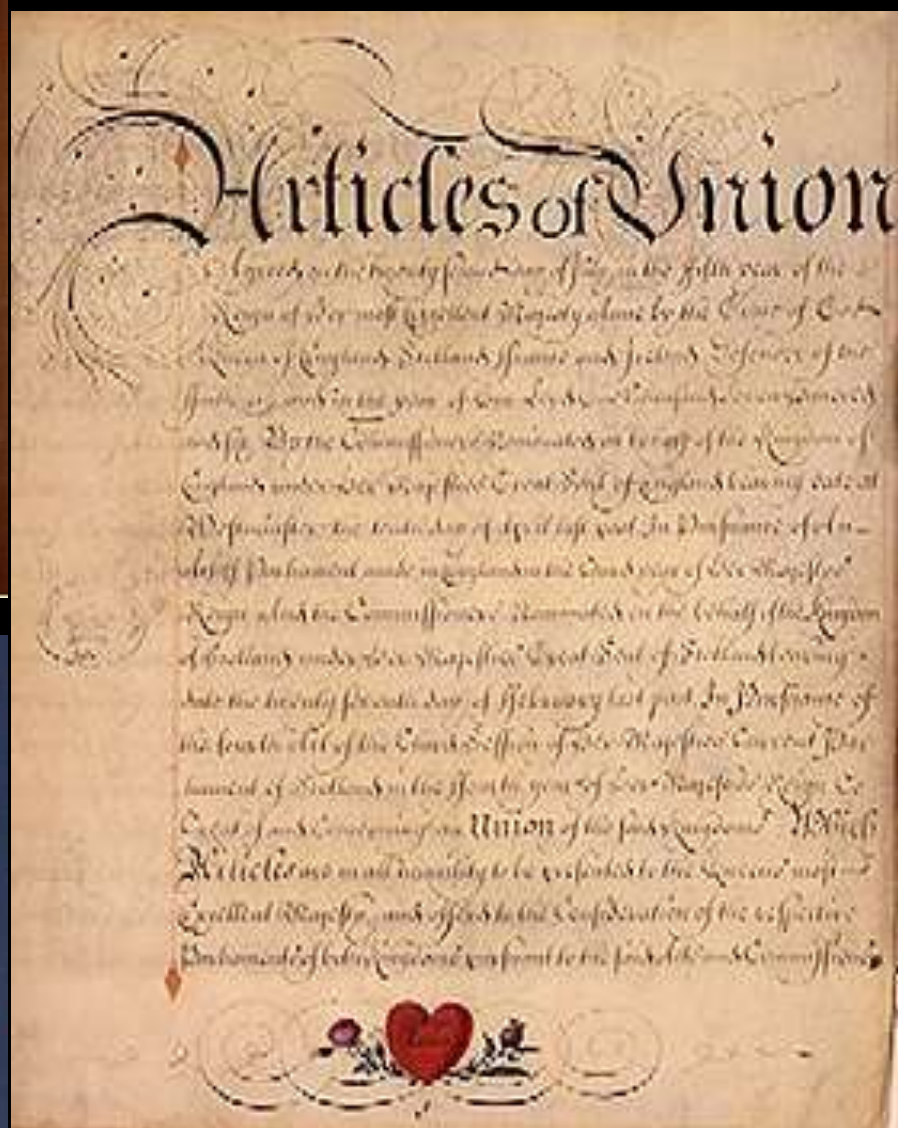 Articles of Union
Agreed on the twenty second day of July in the fifth year of the
Reign of Her most Excellent Majesty Anne by the Grace of God
Queen of England Scotland ffrance and Ireland Defender of the
ffaith and in the year of our Lord One thousand seven hundred
and six By the Commissioners Nominated on behalf of the Kingdom of
England under Her Majesties Great Seal of England bearing date at
Westminster the tenth day of April last past In Pursuance of An
Act of Parliament made in England in the third year of Her Majesties
Reign And the Commissioners Nominated on the behalf of the Kingdom
of Scotland under Her Majesties Great Seal of Scotland bearing
date the twenty seventh day of ffebruary last past In Pursuance of
the fourth Act of the third Session of Her Majesties Current Par
liament of Scotland in the year of Her Majesties Reign To
Treat of and Concerning an Union of the said Kingdoms Which
Articles are in all humility to be presented to the Queens most
Excellent Majesty and offered to the Consideration of the respective
Parliaments of both Kingdoms pursuant to the said Acts and Commissions